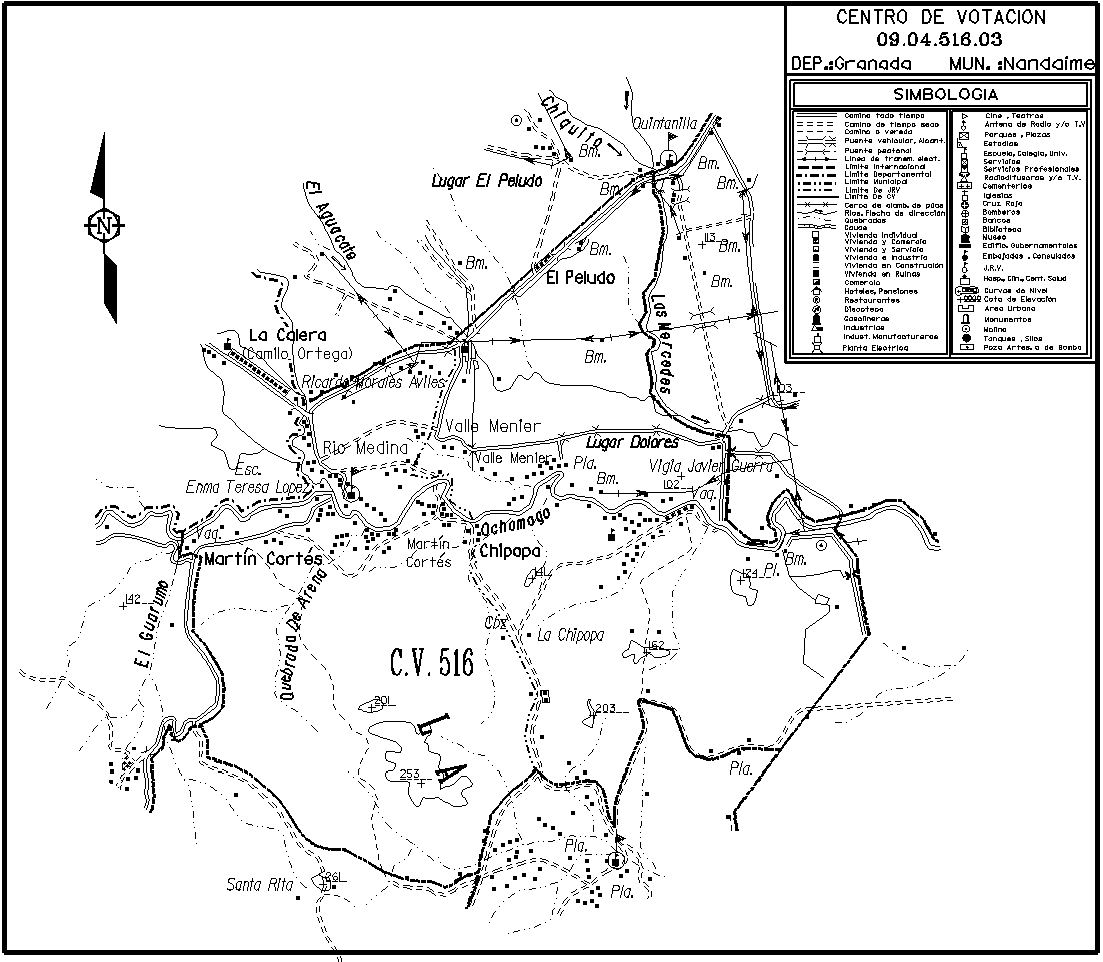 CENTRO DE VOTACION
09.04.516.03
DEP.:Granada MUN. :Nandaime
SIMBOLOGIA
Camino todo tiempo
Camino de tiempo seco
Camino o vereda
Puente vehicular, Alcant.
Puente peatonal
Linea de transm. elect.
Limite Internacional
Limite Departamental
Limite Municipal
Limite De JRV
Limite De CV
Cerca de alamb. de púas
Rios, Flecha de dirección
Quebradas
Cauce
Vivienda Individual
Vivienda y Comercio
Vivienda y Servicio
Vivienda e Industria
Vivienda en Construción
Vivienda en Ruinas
Comercio
Hoteles, Pensiones
Restaurantes
Discoteca
Gasolineras
Industrias
Indust. Manufactureras
Planta Electrica
Cine , Teatros
Antena de Radio y/o T.V
Parques , Plazas
Estadios
Escuela, Colegio, Univ.
Servicios
Servicios Profesionales
Radiodifusoras y/o T.V.
Cementerios
Iglesias
Cruz Roja
Bomberos
Bancos
Biblioteca
Museo
Edifi. Gubernamentales
Embajadas , Consulados
J.R.V.
Hosp., Clin., Cent. Salud
Curvas de Nivel
Cota de Elevación
Area Urbana
Monumentos
Molino
Tanques , Silos
Pozo Artes. o de Bomba
Chiquito
Quintanilla
Bm.
Bm.
Lugar El Peludo
Bm.
Bm.
El Aguacate
113
Bm.
Bm.
Bm.
El Peludo
Bm.
Las Mercedes
La Calera
(Camilo Ortega)
Bm.
Ricardo Morales Aviles
103
Valle Menier
Lugar Dolores
Rio Medina
Valle Menier
Pla.
Vigia Javier Guerra
Esc.
Enma Teresa Lopez
Bm.
102
Vaq.
Vaq.
Ochomogo
Martin Cortés
Chipopa
Martín Cortés
Bm.
Pl.
124
141
142
El Guarumo
Quebrada De Arena
Cbz
La Chipopa
162
C.V. 516
201
203
LA
253
Pla.
Pla.
Santa Rita
261
Pla.